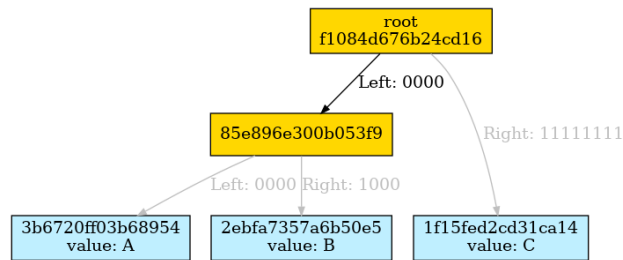 root
f1084d676b24cd16
Left: 0000
85e896e300b053f9
Right: 11111111
Left: 0000
Right: 1000
3b6720ff03b68954
value: A
2ebfa7357a6b50e5
value: B
1f15fed2cd31ca14
value: C